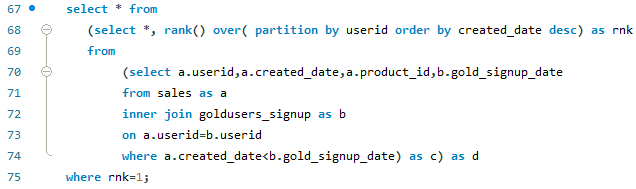 67 select * from
68 (select *, rank() over( partition by userid order by created_date desc) as rnk
69 from
70 (select a.userid,a.created_date,a.product_id,b.gold_signup_date
71 from sales as a
72 inner join goldusers_signup as b
73 on a.userid=b.userid
74 where a.created_date<b.gold_signup_date) as c) as d
75 where rnk=1;